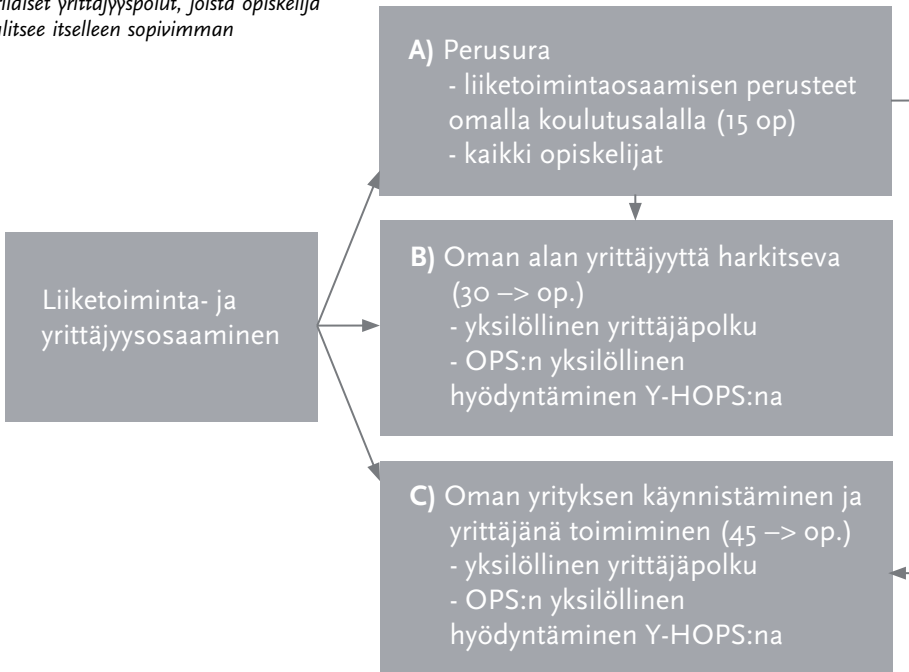 yrittäjyyspolut, joista opiskelija
itselleen sopivimman
A) Perusura
- liiketoimintaosaamisen perusteet
omalla koulutusalalla (15 op)
- kaikki opiskelijat
Liiketoiminta- ja
yrittäjyysosaaminen
B) Oman alan yrittäjyyttä harkitseva
(30 –> op.)
- yksilöllinen yrittäjäpolku
- OPS:n yksilöllinen
hyödyntäminen Y-HOPS:na
C) Oman yrityksen käynnistäminen ja
yrittäjänä toimiminen (45 –> op.)
- yksilöllinen yrittäjäpolku
- OPS:n yksilöllinen
hyödyntäminen Y-HOPS:na